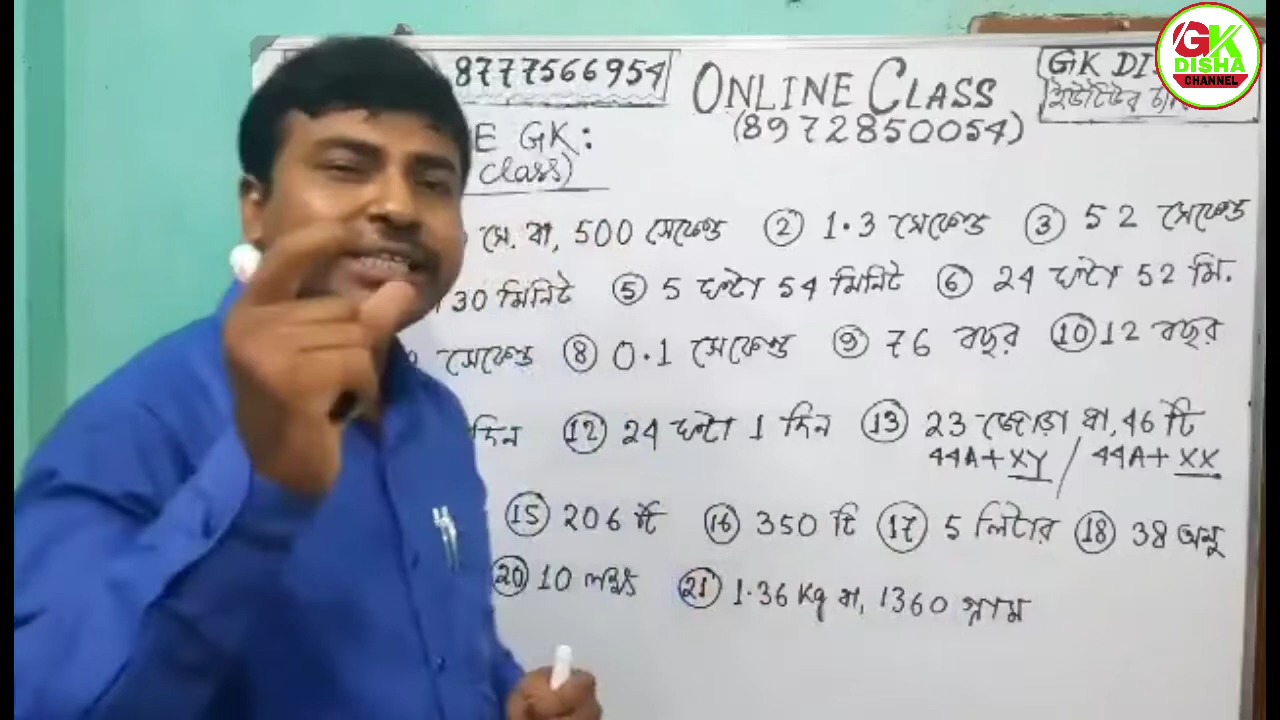 8777566954
ONLINE CLASS
(8972850054)
GK
ইউটিউব
GK
DISHA
CHANNEL
E GK:
class)
সে. বা, 500 সেকেন্ড ② 1.3 সেকেন্ড ③ 52 সেকেন্ড
30 মিনিট ⑤ 5 ঘন্টা 54 মিনিট ⑥ 24 ঘন্টা 52 মি.
সেকেন্ড ⑧ 0.1 সেকেন্ড ⑨ 76 বছর ⑩ 12 বছর
দিন ⑫ 24 ঘন্টা 1 দিন ⑬ 23 জোড়া বা, 46 টি
44A+XY / 44A+XX
⑮ 206 টি ⑯ 350 টি ⑰ 5 লিটার ⑱ 38
⑳ 10 লক্ষ ㉑ 1.36 Kg বা, 1360 গ্রাম